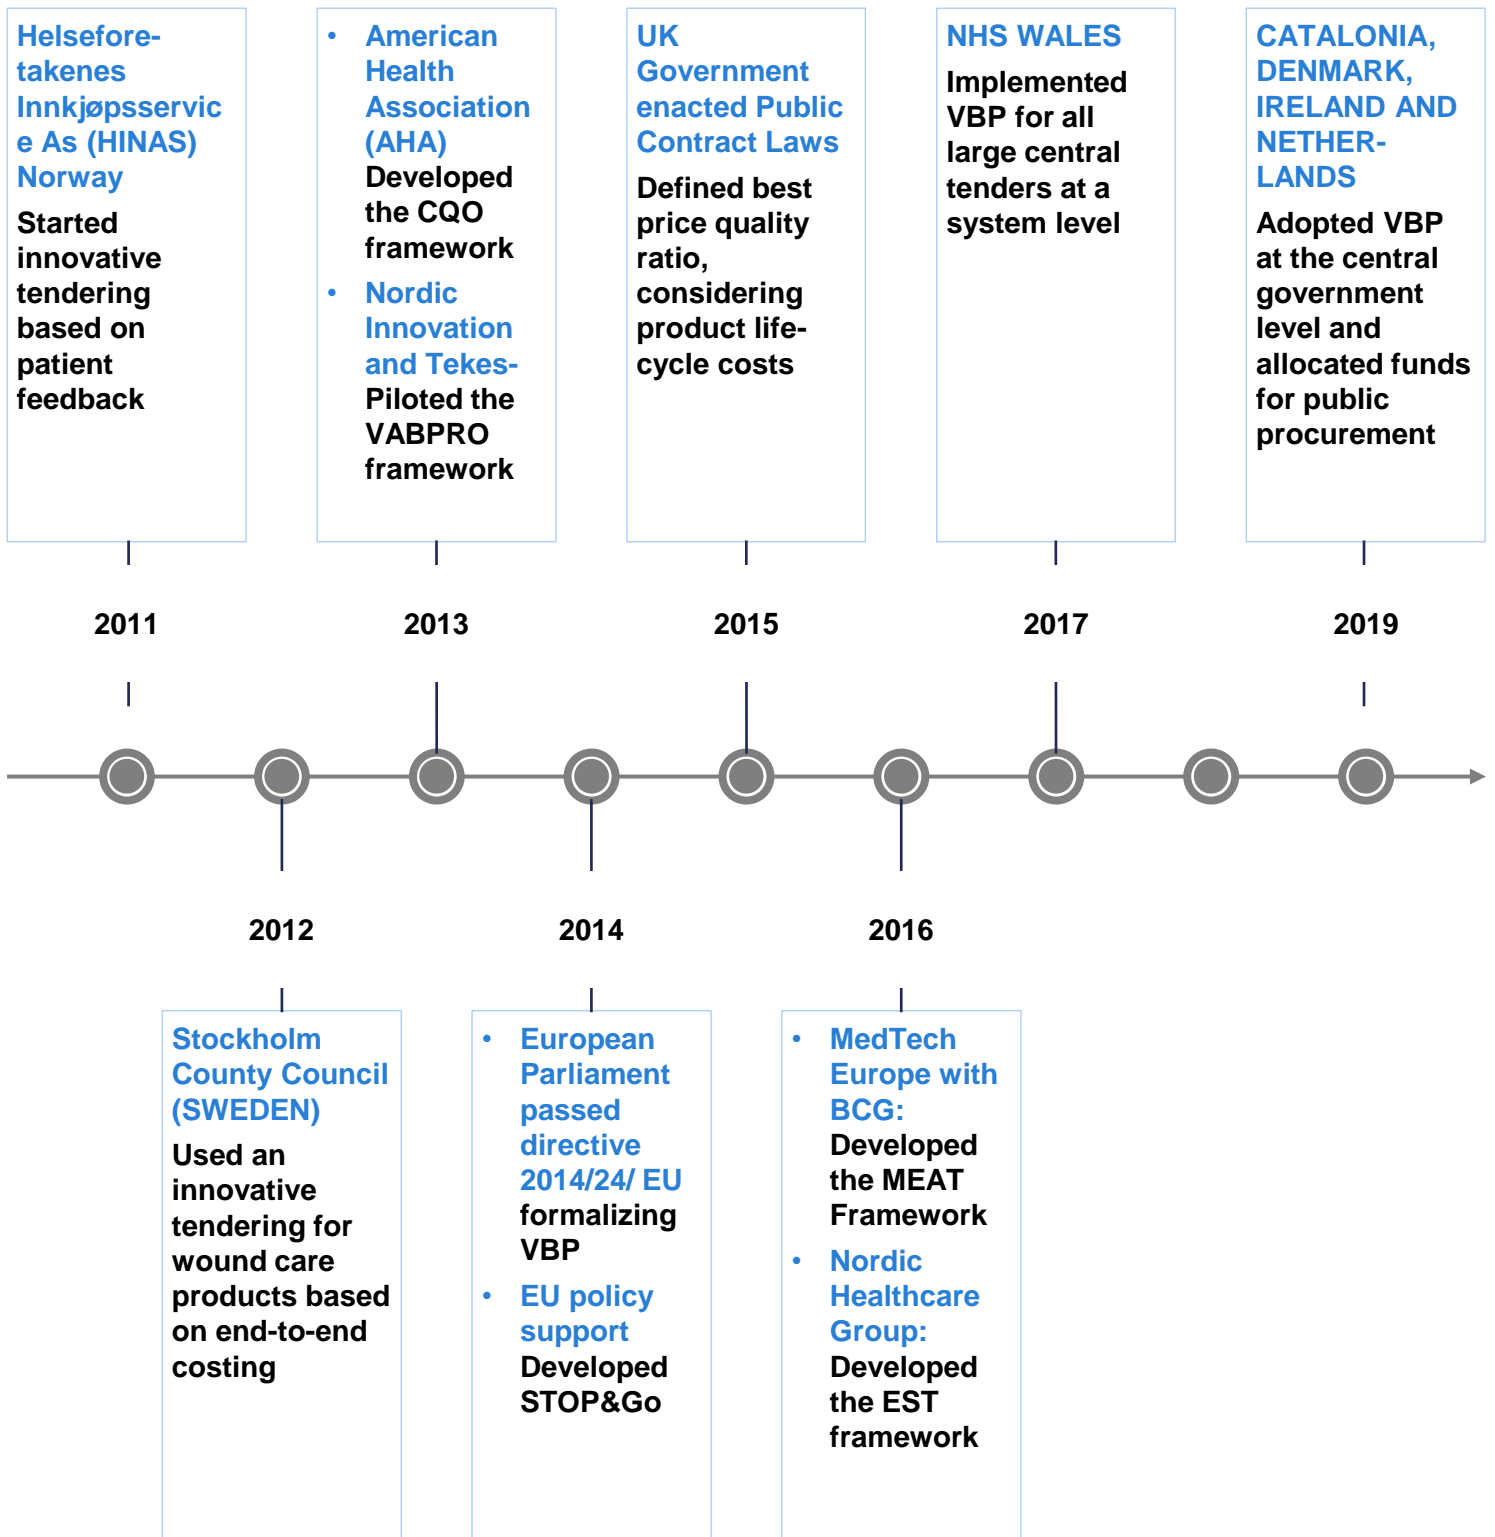 Helsefore-
takenes
Innkjøpsservic
e As (HINAS)
Norway
Started
innovative
tendering
based on
patient
feedback
• American
Health
Association
(AHA)
Developed
the CQO
framework
• Nordic
Innovation
and Tekes-
Piloted the
VABPRO
framework
UK
Government
enacted Public
Contract Laws
Defined best
price quality
ratio,
considering
product life-
cycle costs
NHS WALES
Implemented
VBP for all
large central
tenders at a
system level
CATALONIA,
DENMARK,
IRELAND AND
NETHER-
LANDS
Adopted VBP
at the central
government
level and
allocated funds
for public
procurement
2011
2013
2015
2017
2019
2012
2014
2016
Stockholm
County Council
(SWEDEN)
Used an
innovative
tendering for
wound care
products based
on end-to-end
costing
• European
Parliament
passed
directive
2014/24/ EU
formalizing
VBP
• EU policy
support
Developed
STOP&Go
• MedTech
Europe with
BCG:
Developed
the MEAT
Framework
• Nordic
Healthcare
Group:
Developed
the EST
framework